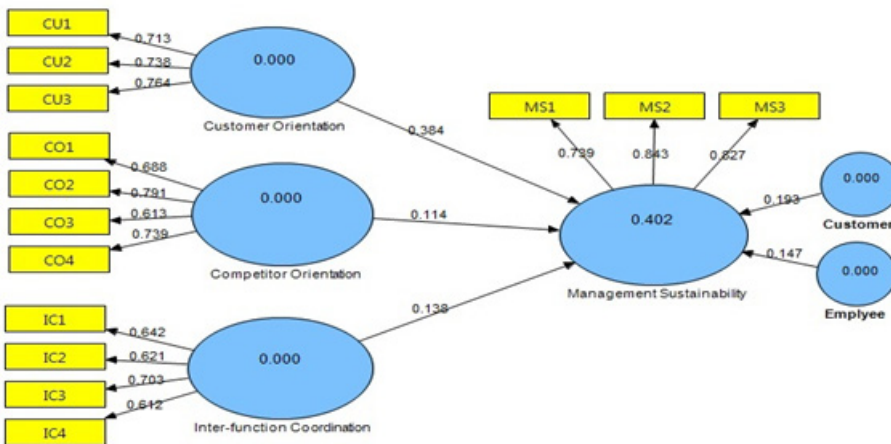 CU1
0.713
CU2
0.738
CU3
0.764
0.000
Customer Orientation
0.384
CO1
0.688
CO2
0.791
CO3
0.613
CO4
0.739
0.000
Competitor Orientation
0.114
IC1
0.642
IC2
0.621
IC3
0.703
IC4
0.612
0.000
Inter-function Coordination
0.138
MS1
MS2
MS3
0.739
0.843
0.827
0.402
Management Sustainability
0.193
0.000
Customer
0.147
0.000
Emplyee